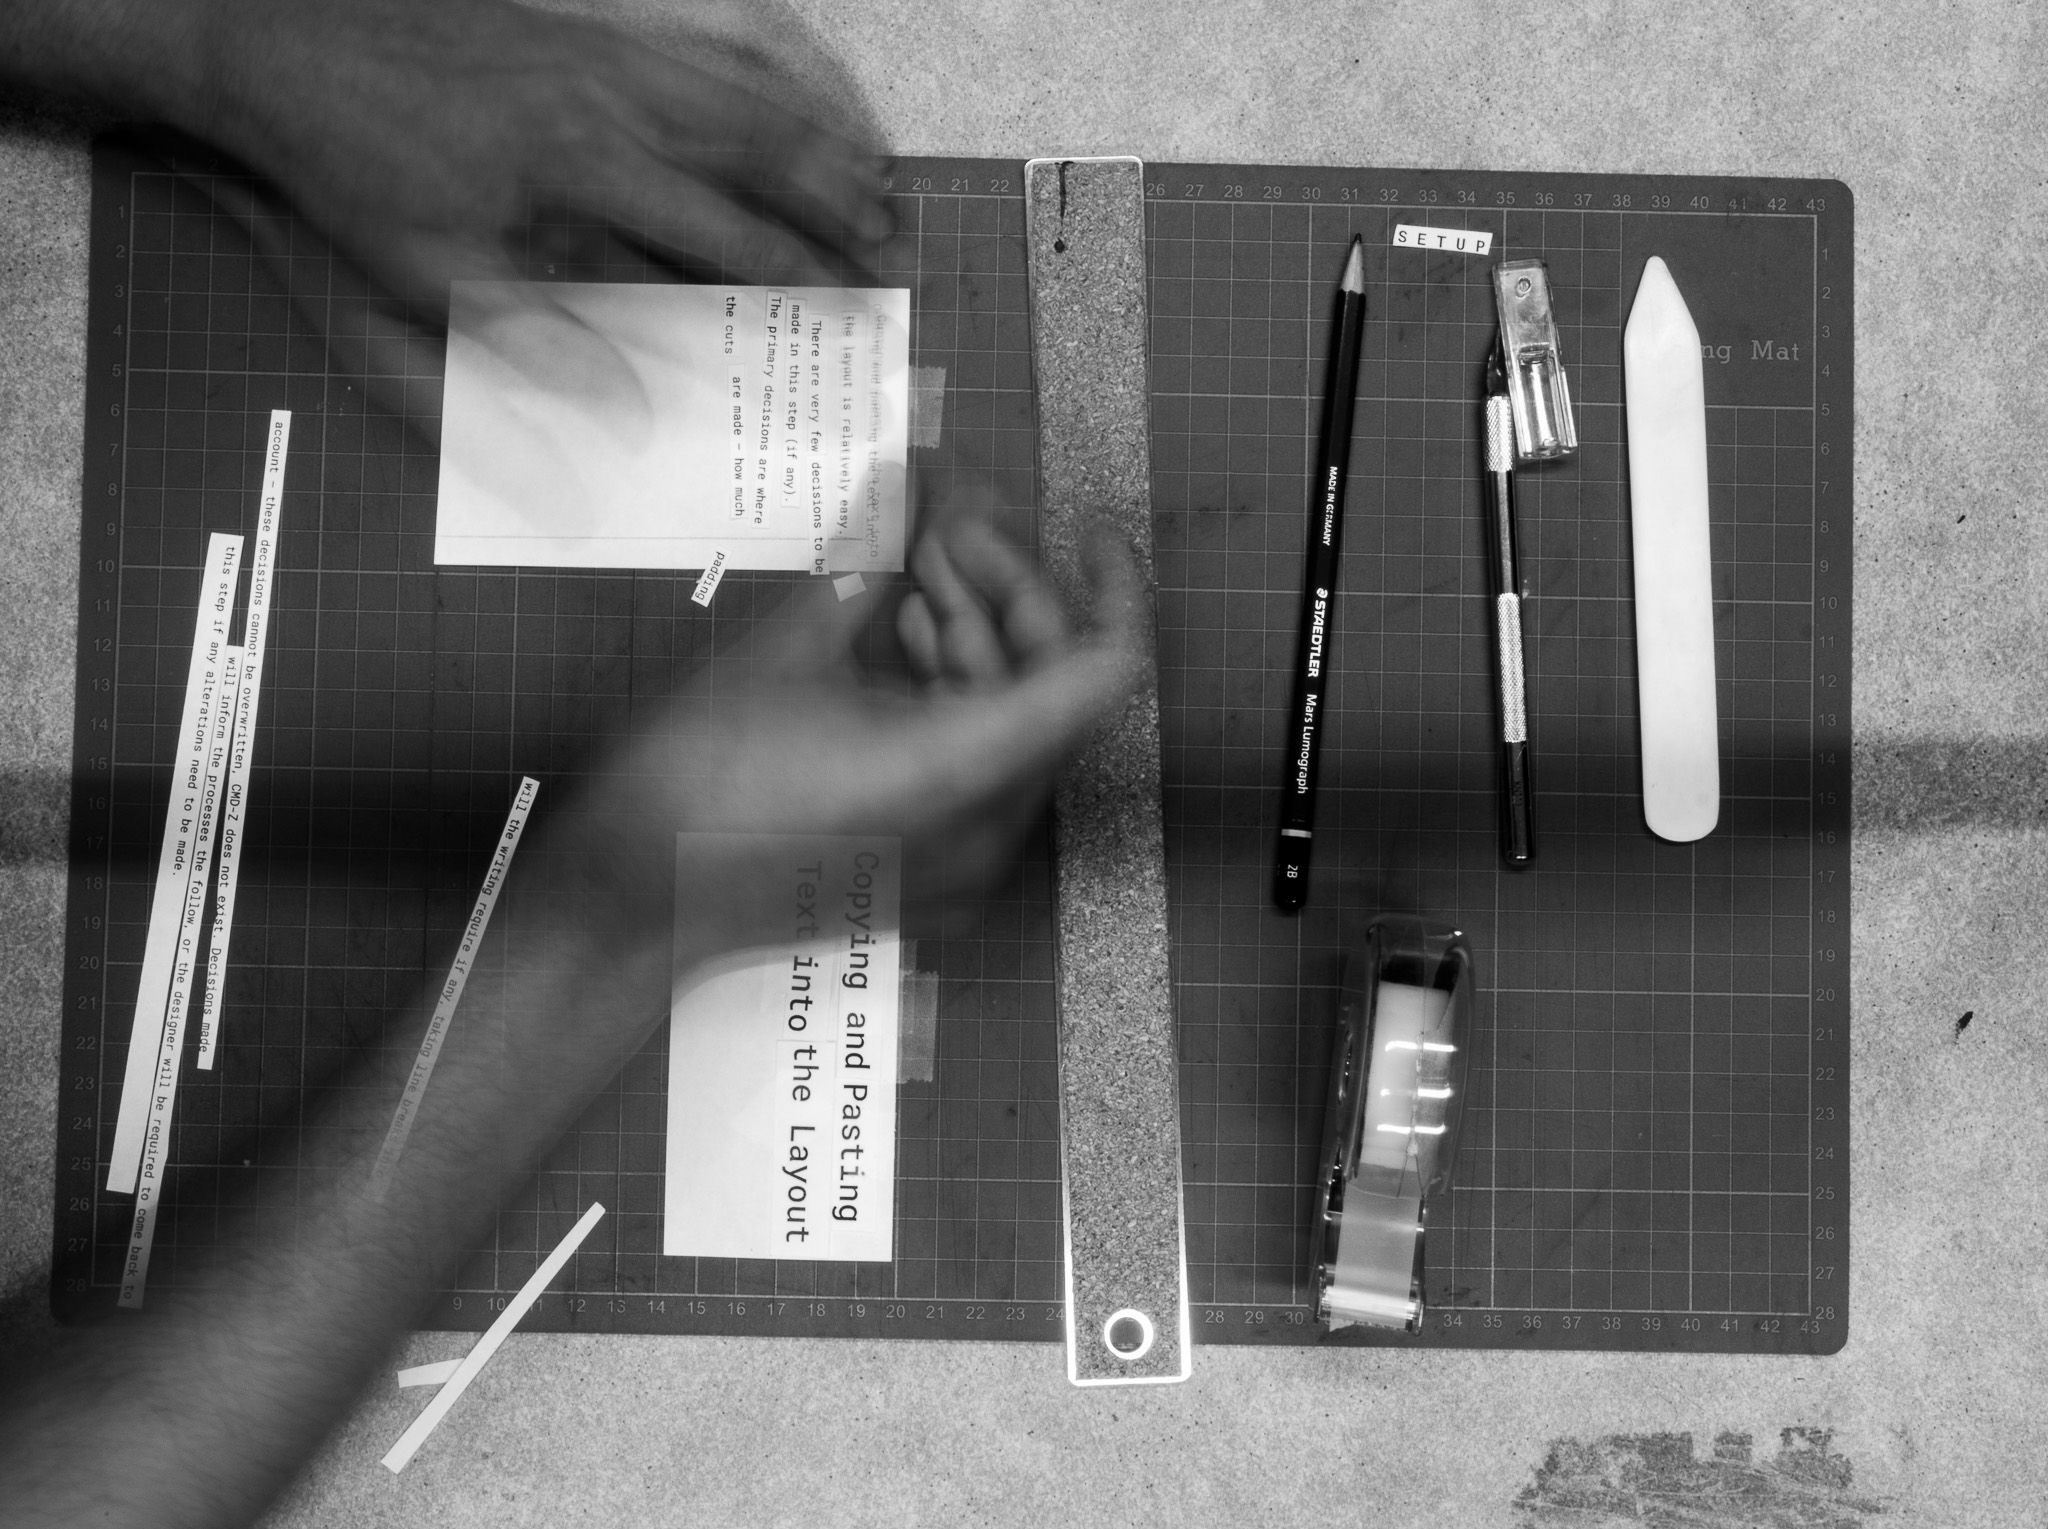 SETUP
ng Mat
MADE IN GERMANY
STAEDTLER Mars Lumograph
2B
the layout is relatively easy.
There are very few decisions to be
made in this step (if any).
The primary decisions are where
the cuts are made – how much
padding
Copying and Pasting
Text into the Layout
account – these decisions cannot be overwritten, CMD-Z does not exist. Decisions made
will inform the processes the follow, or the designer will be required to come back to
this step if any alterations need to be made.
will the writing require if any, taking line